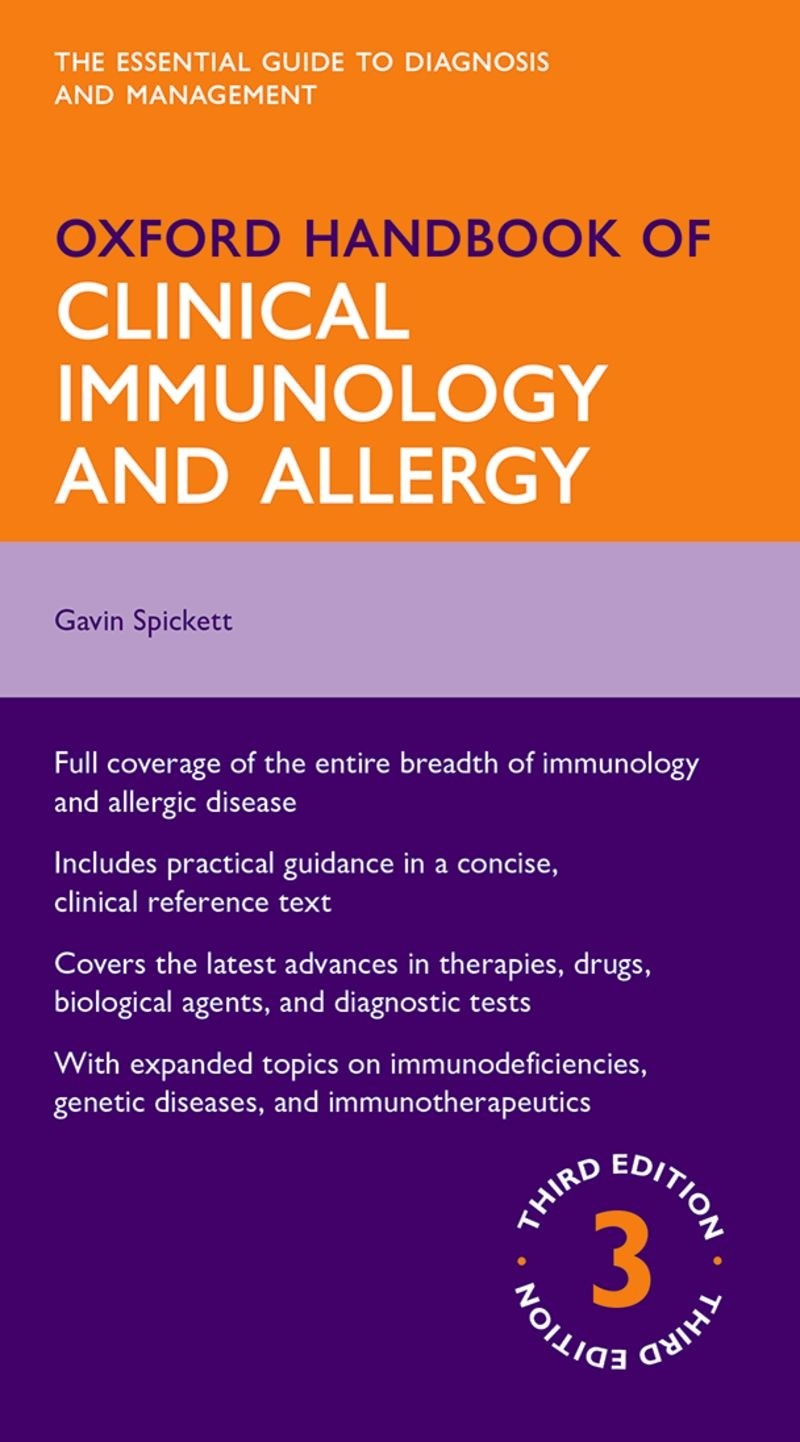 THE ESSENTIAL GUIDE TO DIAGNOSIS
AND MANAGEMENT
OXFORD HANDBOOK OF
CLINICAL
IMMUNOLOGY
AND ALLERGY
Gavin Spickett
Full coverage of the entire breadth of immunology
and allergic disease
Includes practical guidance in a concise,
clinical reference text
Covers the latest advances in therapies, drugs,
biological agents, and diagnostic tests
With expanded topics on immunodeficiencies,
genetic diseases, and immunotherapeutics
THIRD EDITION
3
THIRD EDITION